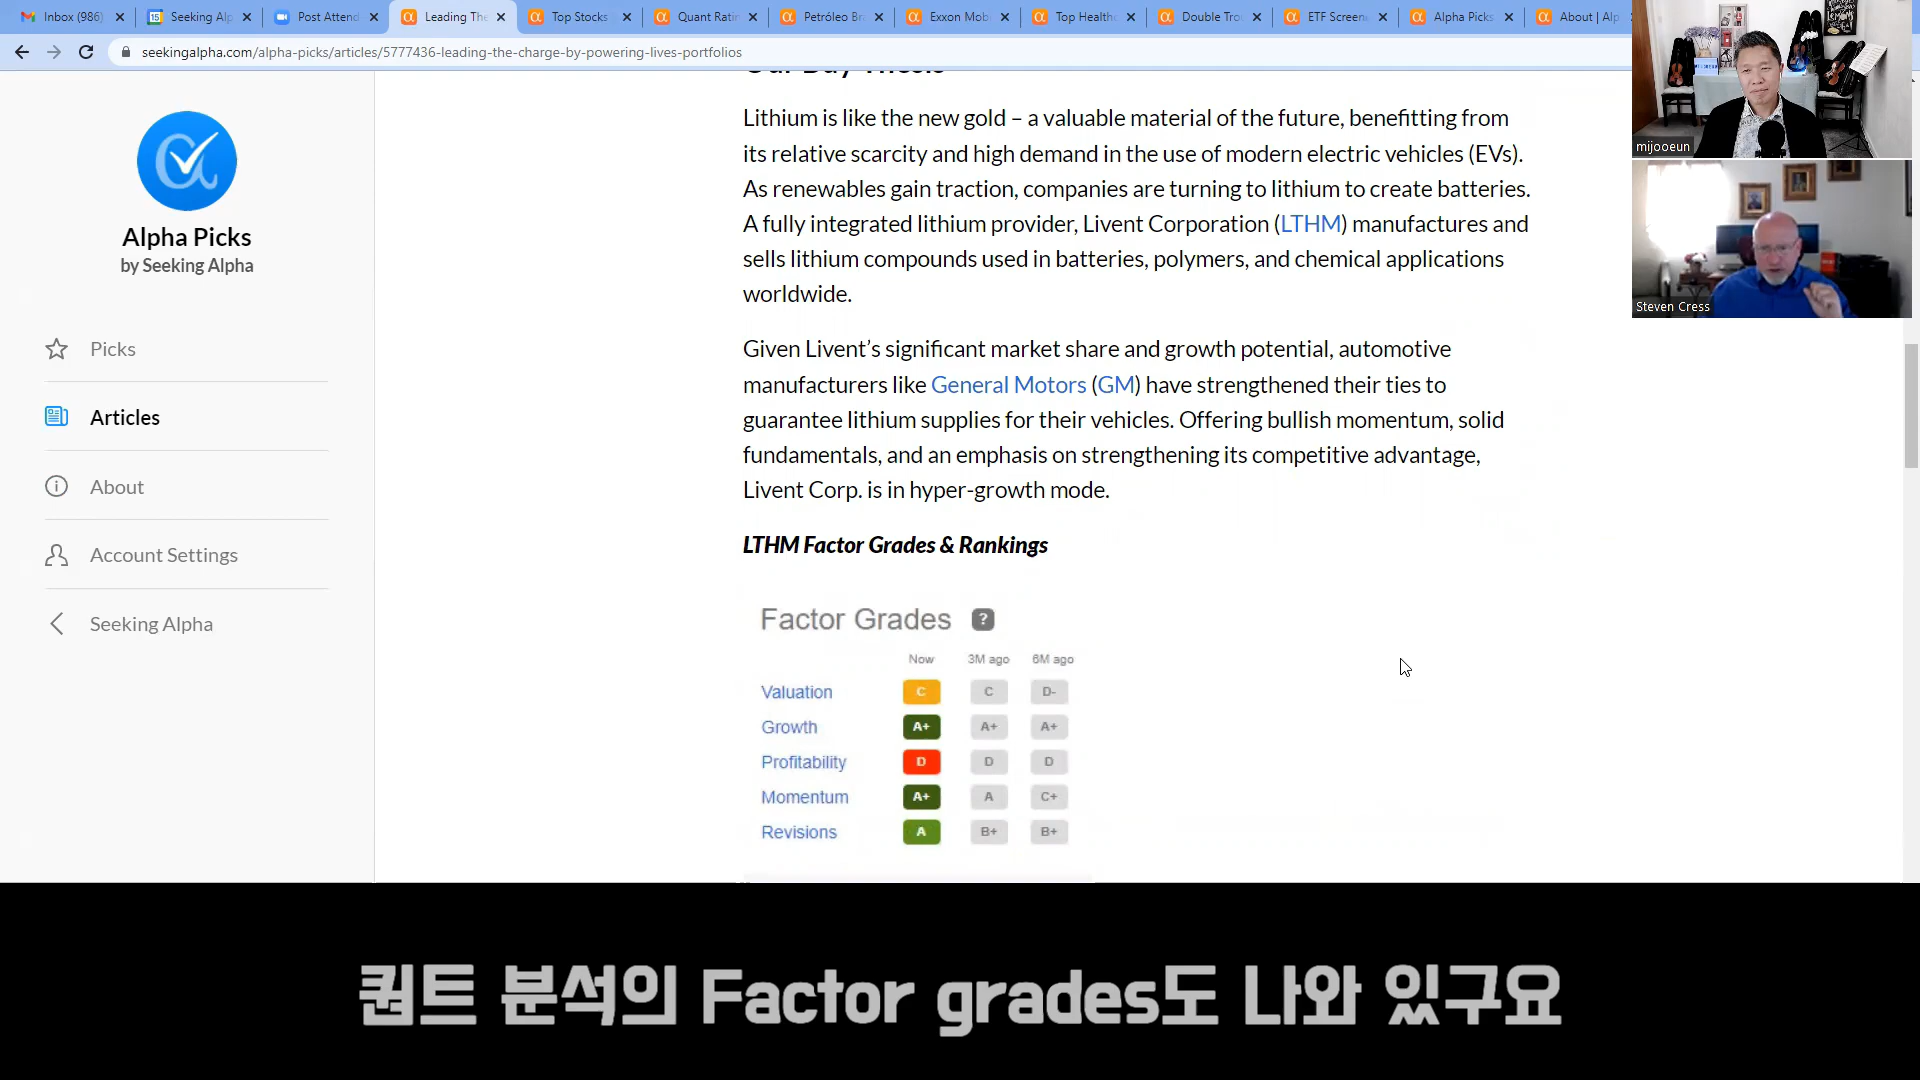 Inbox (986)
Seeking Alp
Post Attend
Leading The
Top Stocks
Quant Ratin
Petróleo Br
Exxon Mob
Top Health
Double Tro
ETF Screen
Alpha Picks
About | Alp
seekingalpha.com/alpha-picks/articles/5777436-leading-the-charge-by-powering-lives-portfolios
mijooeun
Steven Cress
Alpha Picks
by Seeking Alpha
Picks
Articles
About
Account Settings
Seeking Alpha
Lithium is like the new gold – a valuable material of the future, benefitting from
its relative scarcity and high demand in the use of modern electric vehicles (EVs).
As renewables gain traction, companies are turning to lithium to create batteries.
A fully integrated lithium provider, Livent Corporation (LTHM) manufactures and
sells lithium compounds used in batteries, polymers, and chemical applications
worldwide.
Given Livent’s significant market share and growth potential, automotive
manufacturers like General Motors (GM) have strengthened their ties to
guarantee lithium supplies for their vehicles. Offering bullish momentum, solid
fundamentals, and an emphasis on strengthening its competitive advantage,
Livent Corp. is in hyper-growth mode.
LTHM Factor Grades & Rankings
Factor Grades ?
Now 3M ago 6M ago
Valuation C C D-
Growth A+ A+ A+
Profitability D D D
Momentum A+ A C+
Revisions A B+ B+
퀀트 분석의 Factor grades도 나와 있구요